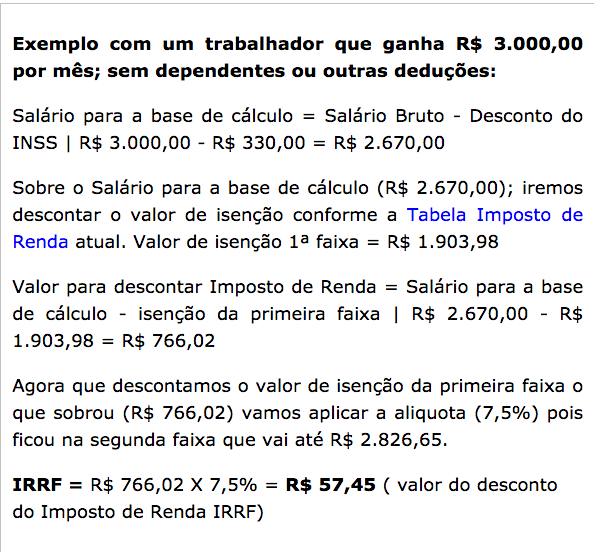 Exemplo com um trabalhador que ganha R$ 3.000,00
por mês; sem dependentes ou outras deduções:
Salário para a base de cálculo = Salário Bruto - Desconto do
INSS | R$ 3.000,00 - R$ 330,00 = R$ 2.670,00
Sobre o Salário para a base de cálculo (R$ 2.670,00); iremos
descontar o valor de isenção conforme a Tabela Imposto de
Renda atual. Valor de isenção 1ª faixa = R$ 1.903,98
Valor para descontar Imposto de Renda = Salário para a base
de cálculo - isenção da primeira faixa | R$ 2.670,00 - R$
1.903,98 = R$ 766,02
Agora que descontamos o valor de isenção da primeira faixa o
que sobrou (R$ 766,02) vamos aplicar a aliquota (7,5%) pois
ficou na segunda faixa que vai até R$ 2.826,65.
IRRF = R$ 766,02 X 7,5% = R$ 57,45 ( valor do desconto
do Imposto de Renda IRRF)